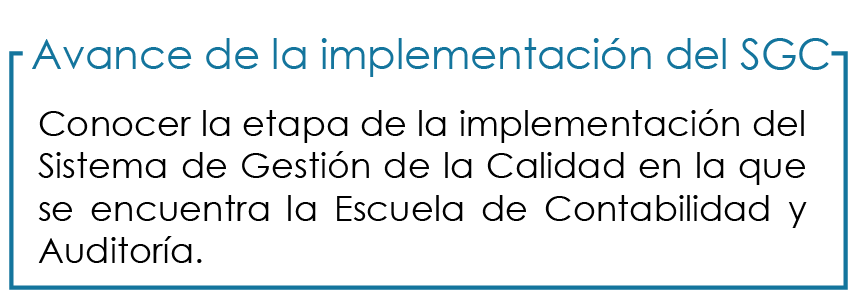 Avance de la implementación del SGC
Conocer la etapa de la implementación del
Sistema de Gestión de la Calidad en la que
se encuentra la Escuela de Contabilidad y
Auditoría.